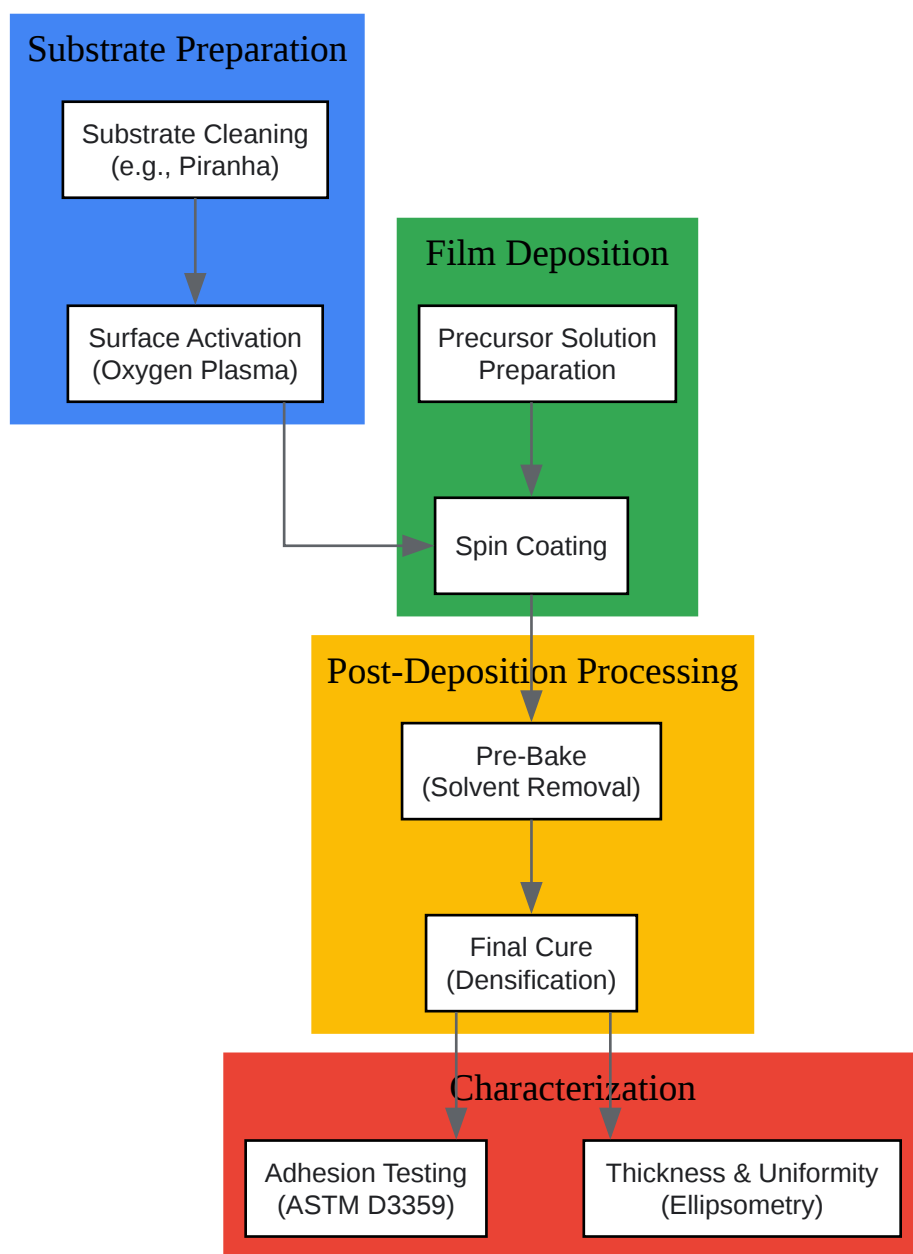 Substrate Preparation
Substrate Cleaning
(e.g., Piranha)
Surface Activation
(Oxygen Plasma)
Film Deposition
Precursor Solution
Preparation
Spin Coating
Post-Deposition Processing
Pre-Bake
(Solvent Removal)
Final Cure
(Densification)
Characterization
Adhesion Testing
(ASTM D3359)
Thickness & Uniformity
(Ellipsometry)